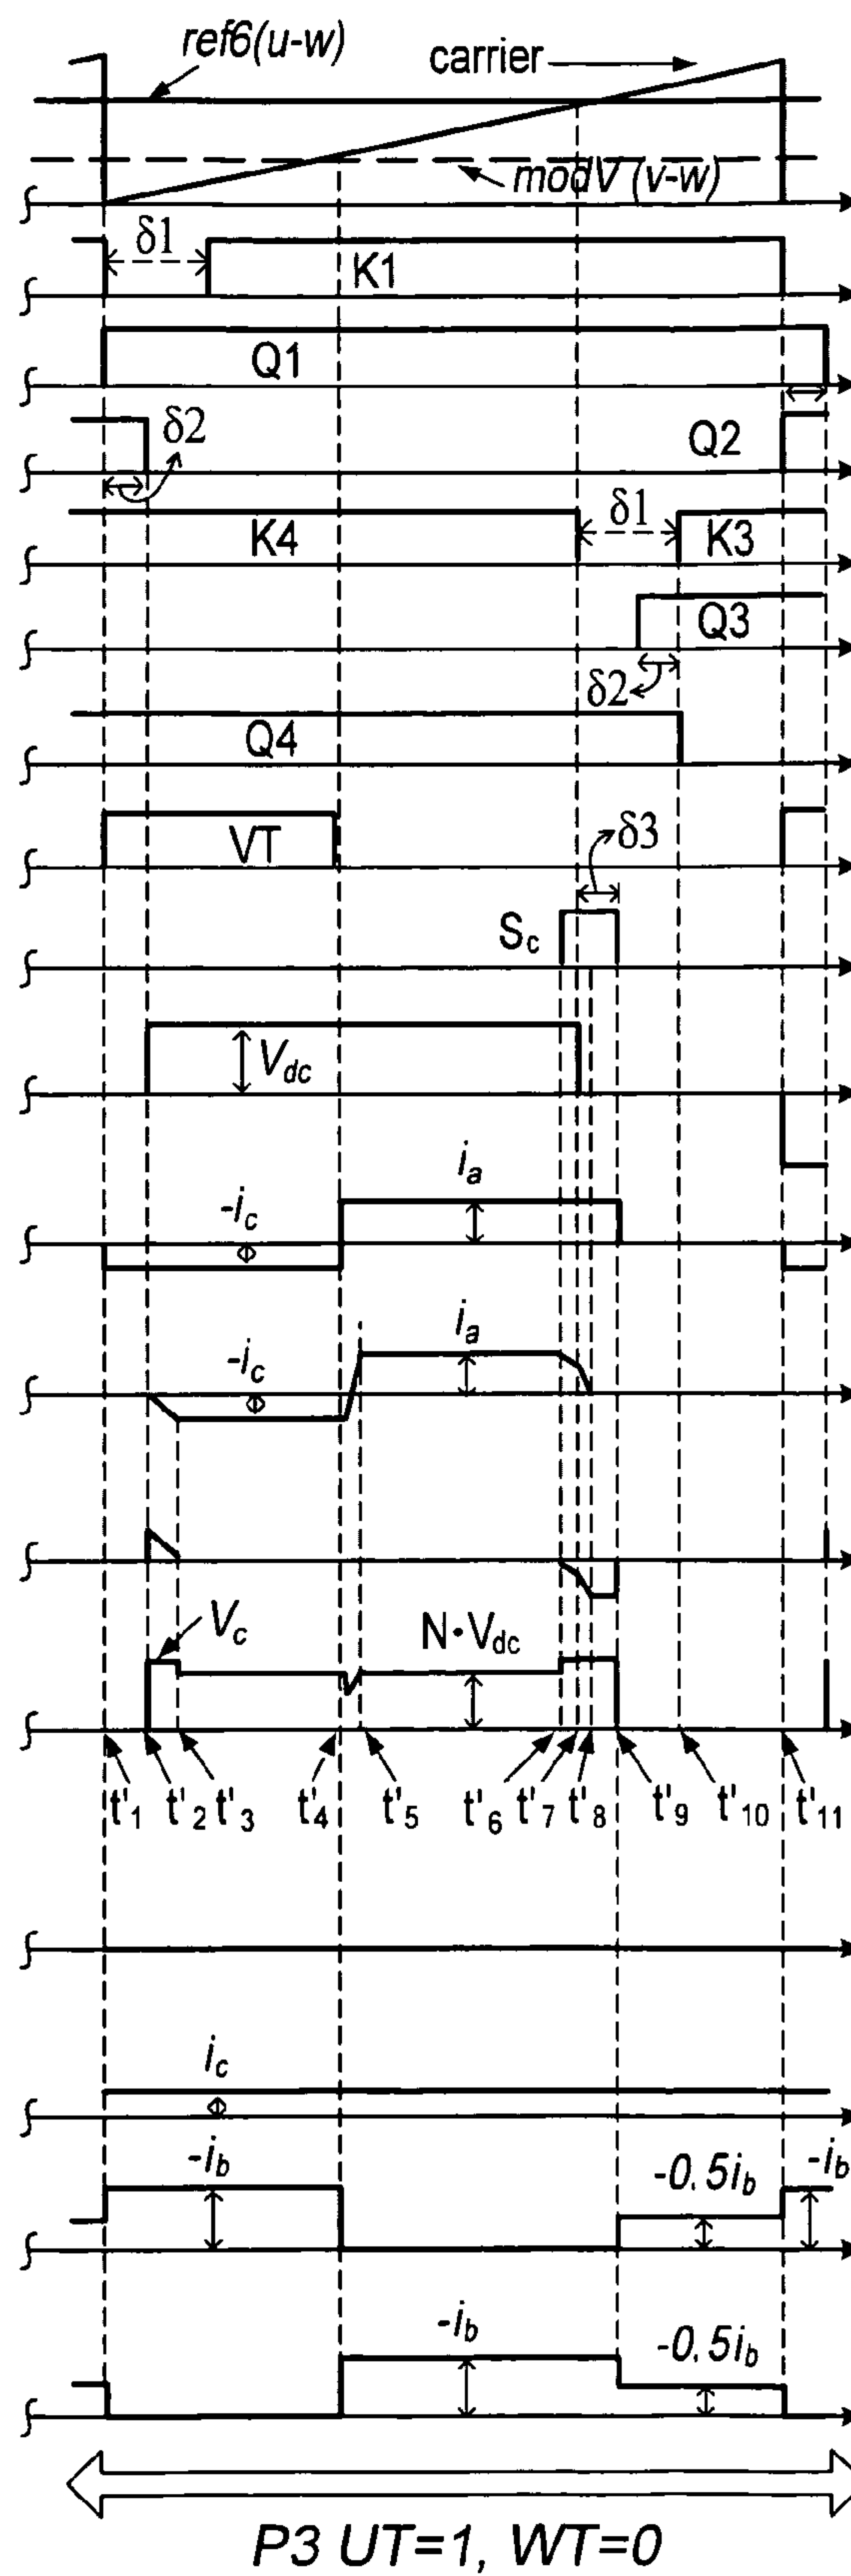 ref6(u-w)
carrier
modV (v-w)
δ1
K1
Q1
δ2
Q2
K4
δ1
K3
Q3
δ2
Q4
VT
δ3
Sc
Vdc
ia
-ic
ia
-ic
Vc
N·Vdc
t'1 t'2 t'3 t'4 t'5 t'6 t'7 t'8 t'9 t'10 t'11
ic
-ib
-0.5ib
-ib
-ib
-0.5ib
P3 UT=1, WT=0